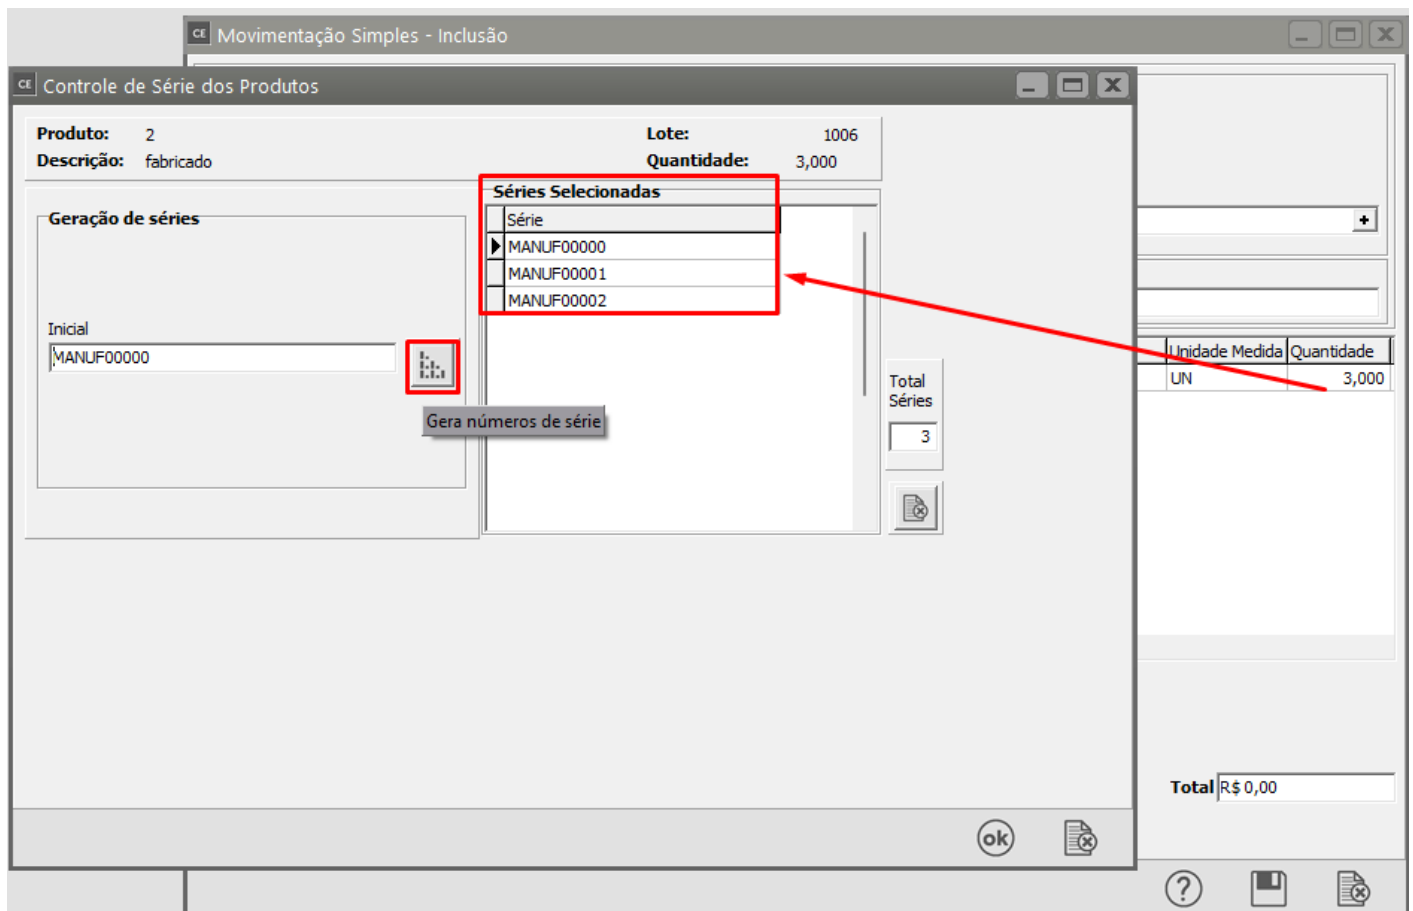 CE Movimentação Simples - Inclusão
CE Controle de Série dos Produtos
Produto: 2
Lote: 1006
Descrição: fabricado
Quantidade: 3,000
Séries Selecionadas
Geração de séries
Série
MANUF00000
MANUF00001
MANUF00002
Inicial
MANUF00000
Gera números de série
Total
Séries
3
+
Unidade Medida Quantidade
UN 3,000
Total R$ 0,00
ok
?